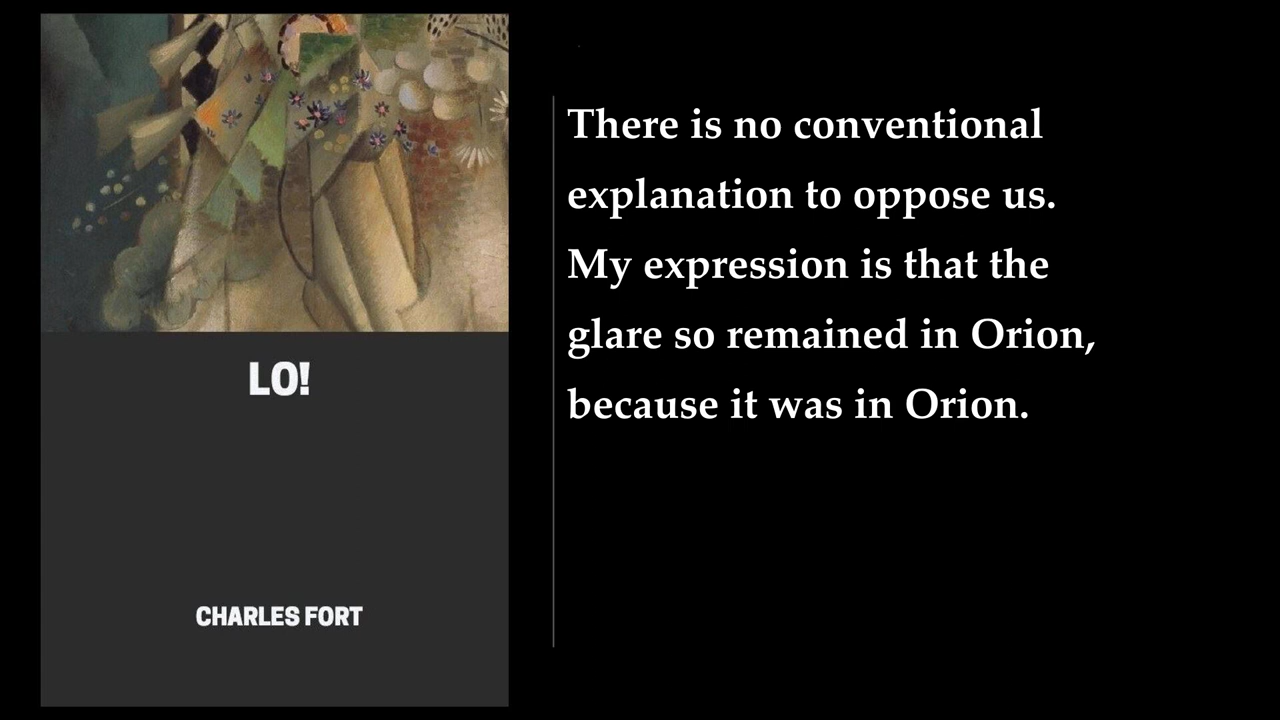 LO!
CHARLES FORT
There is no conventional
explanation to oppose us.
My expression is that the
glare so remained in Orion,
because it was in Orion.